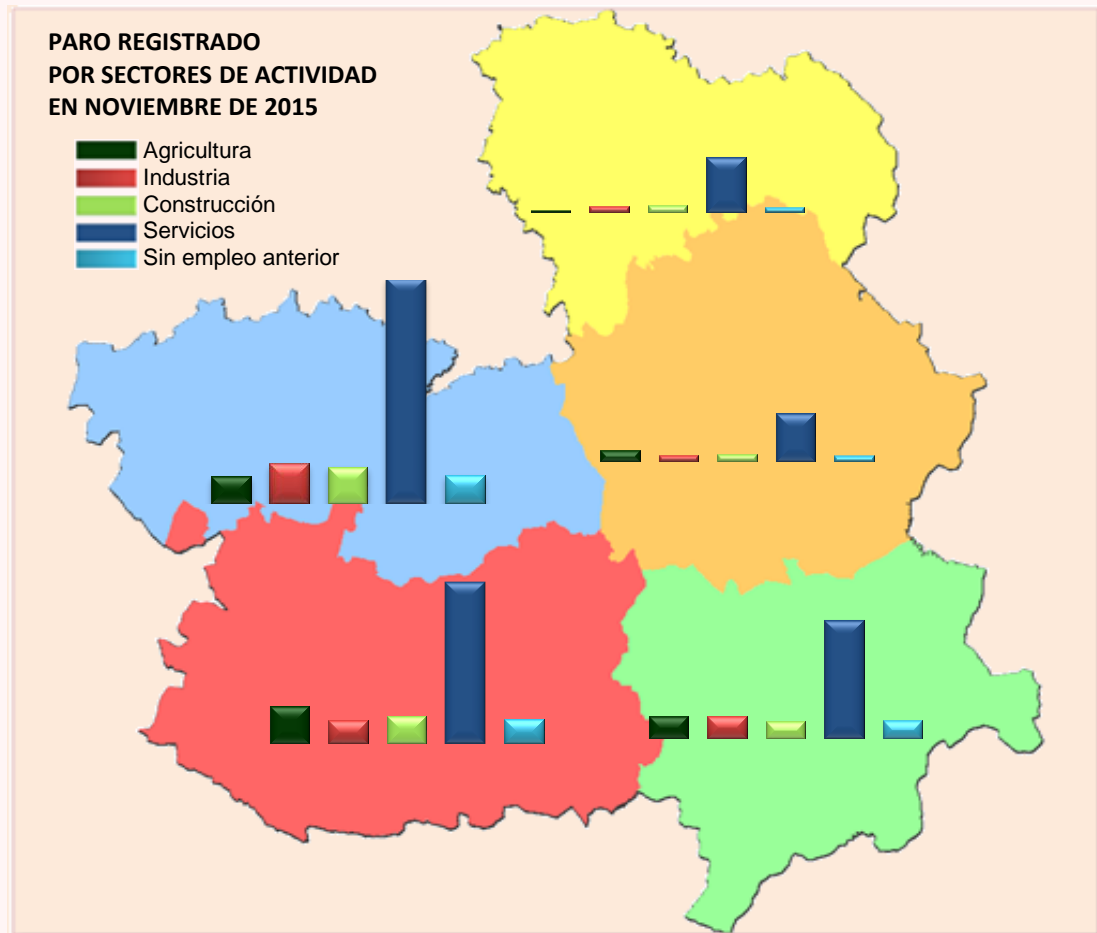 PARO REGISTRADO
POR SECTORES DE ACTIVIDAD
EN NOVIEMBRE DE 2015
Agricultura
Industria
Construcción
Servicios
Sin empleo anterior